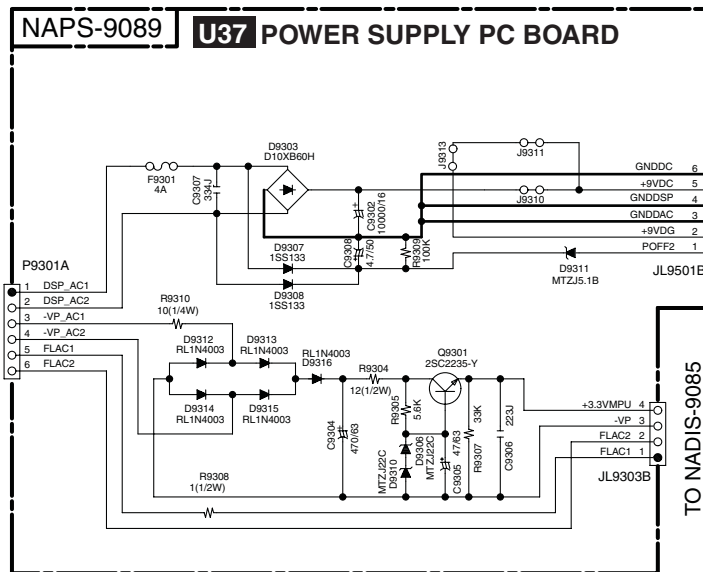 NAPS-9089
U37 POWER SUPPLY PC BOARD
D9303
D10XB60H
F9301
4A
C9307
334J
C9302
10000/16
J9313
J9311
J9310
GNDDC 6
+9VDC 5
GNDDSP 4
GNDDAC 3
+9VDG 2
POFF2 1
JL9501B
C9308
4.7/50
R9309
100K
D9307
1SS133
D9308
1SS133
D9311
MTZJ5.1B
P9301A
1 DSP_AC1
2 DSP_AC2
3 -VP_AC1
4 -VP_AC2
5 FLAC1
6 FLAC2
R9310
10(1/4W)
D9312
RL1N4003
D9313
RL1N4003
RL1N4003
D9316
R9304
12(1/2W)
Q9301
2SC2235-Y
D9314
RL1N4003
D9315
RL1N4003
C9304
470/63
R9305
5.6K
MTZJ22C
D9310
D9306
MTZJ22C
C9305
47/63
R9307
33K
C9306
223J
R9308
1(1/2W)
+3.3VMPU 4
-VP 3
FLAC2 2
FLAC1 1
JL9303B
TO NADIS-9085